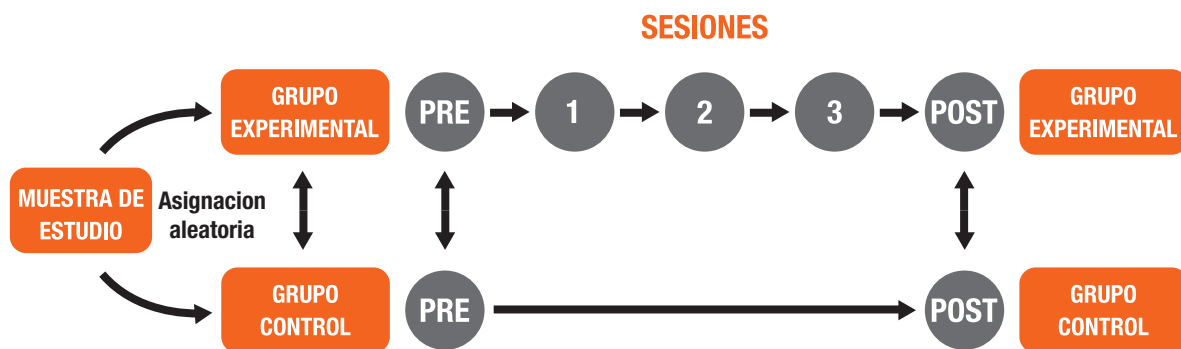 SESIONES
GRUPO
EXPERIMENTAL
PRE
1
2
3
POST
GRUPO
EXPERIMENTAL
MUESTRA DE
ESTUDIO
Asignacion
aleatoria
GRUPO
CONTROL
PRE
POST
GRUPO
CONTROL